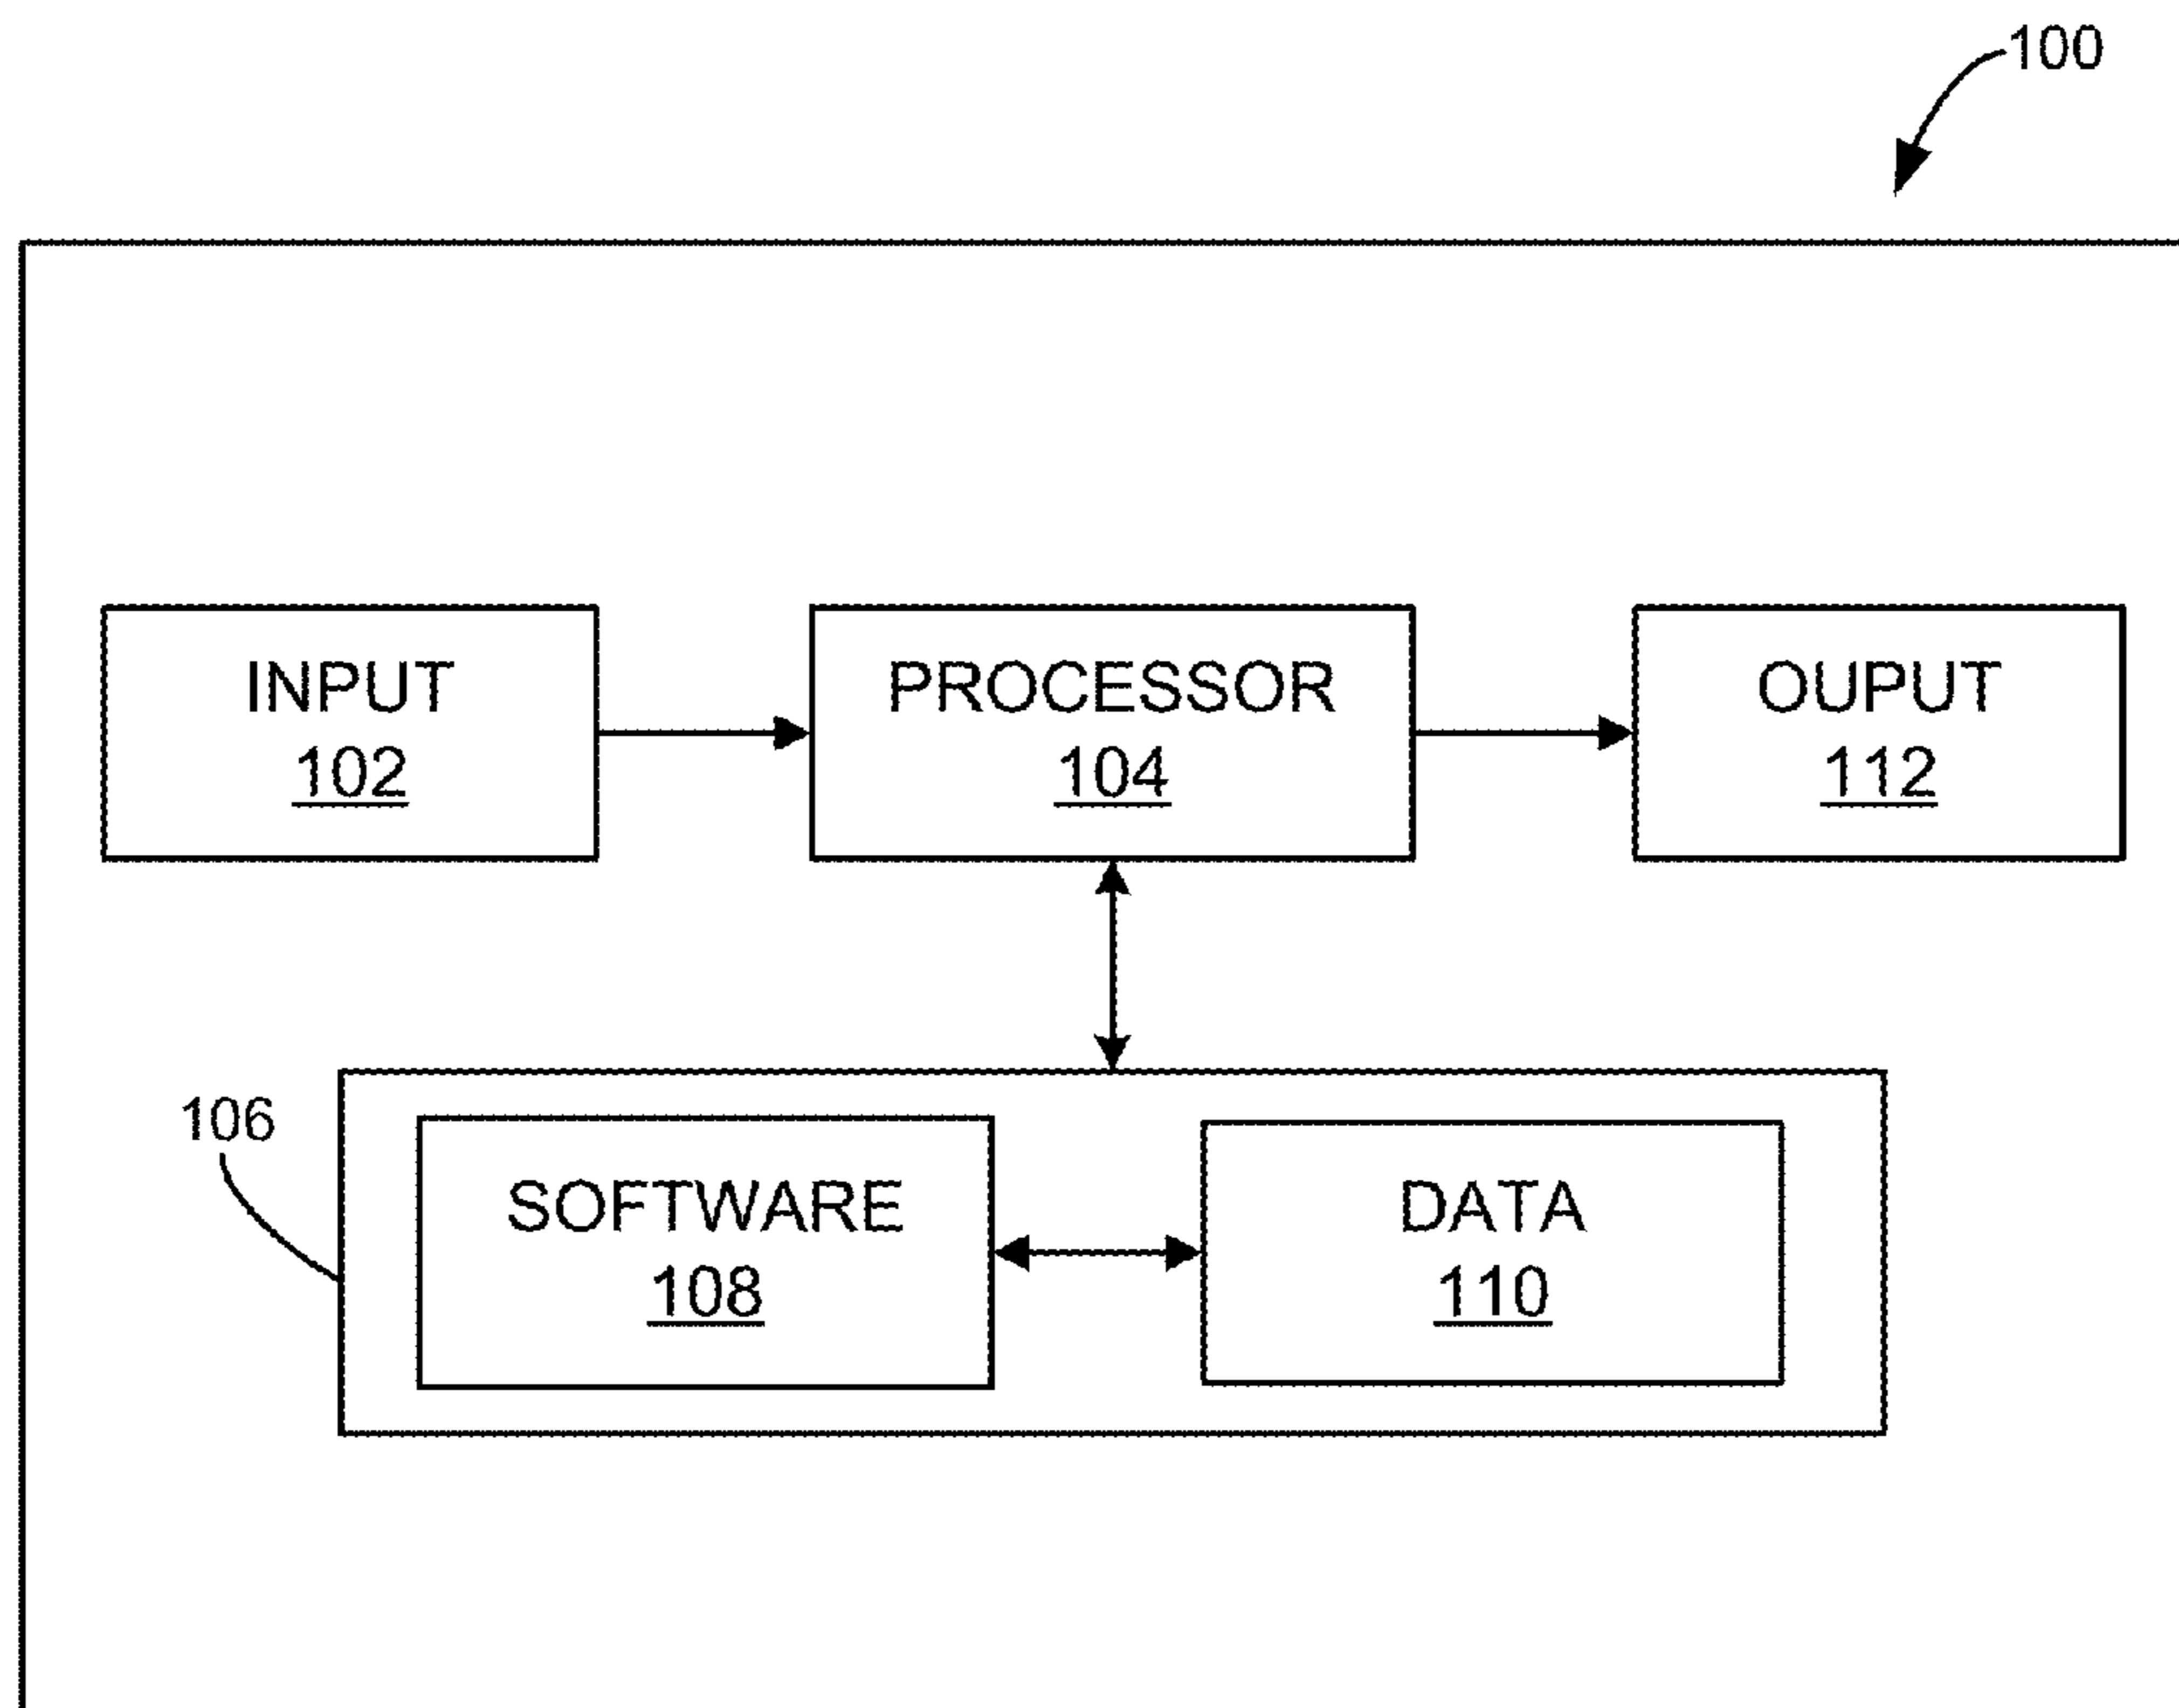 100
INPUT
102
PROCESSOR
104
OUPUT
112
106
SOFTWARE
108
DATA
110